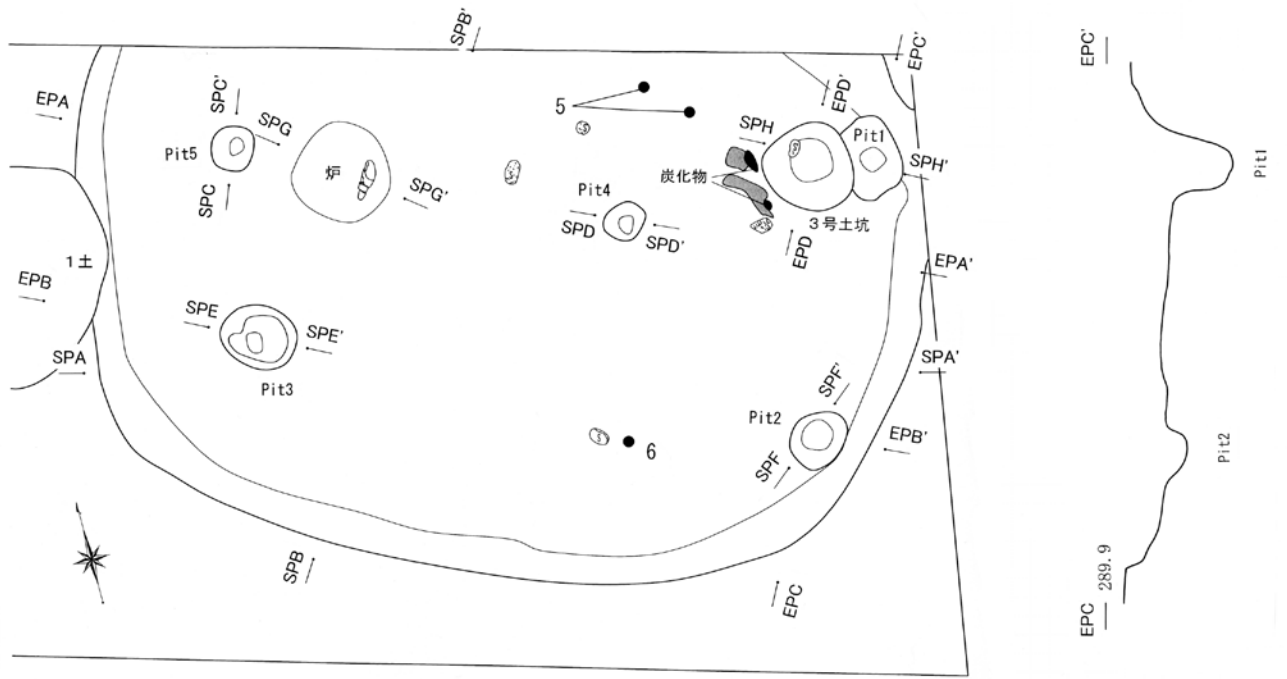 SPB'
EPC'
EPC'
EPA
SPC'
SPG
Pit5
炉
SPG'
SPC
5
EPD'
SPH
Pit1
SPH'
Pit1
炭化物
Pit4
SPD
SPD'
3号土坑
EPD
1土
EPB
EPA'
SPE
SPE'
Pit3
SPA
SPA'
SPF'
Pit2
EPB'
SPF
6
Pit2
SPB
EPC
289.9
EPC
S
S
S
S
S